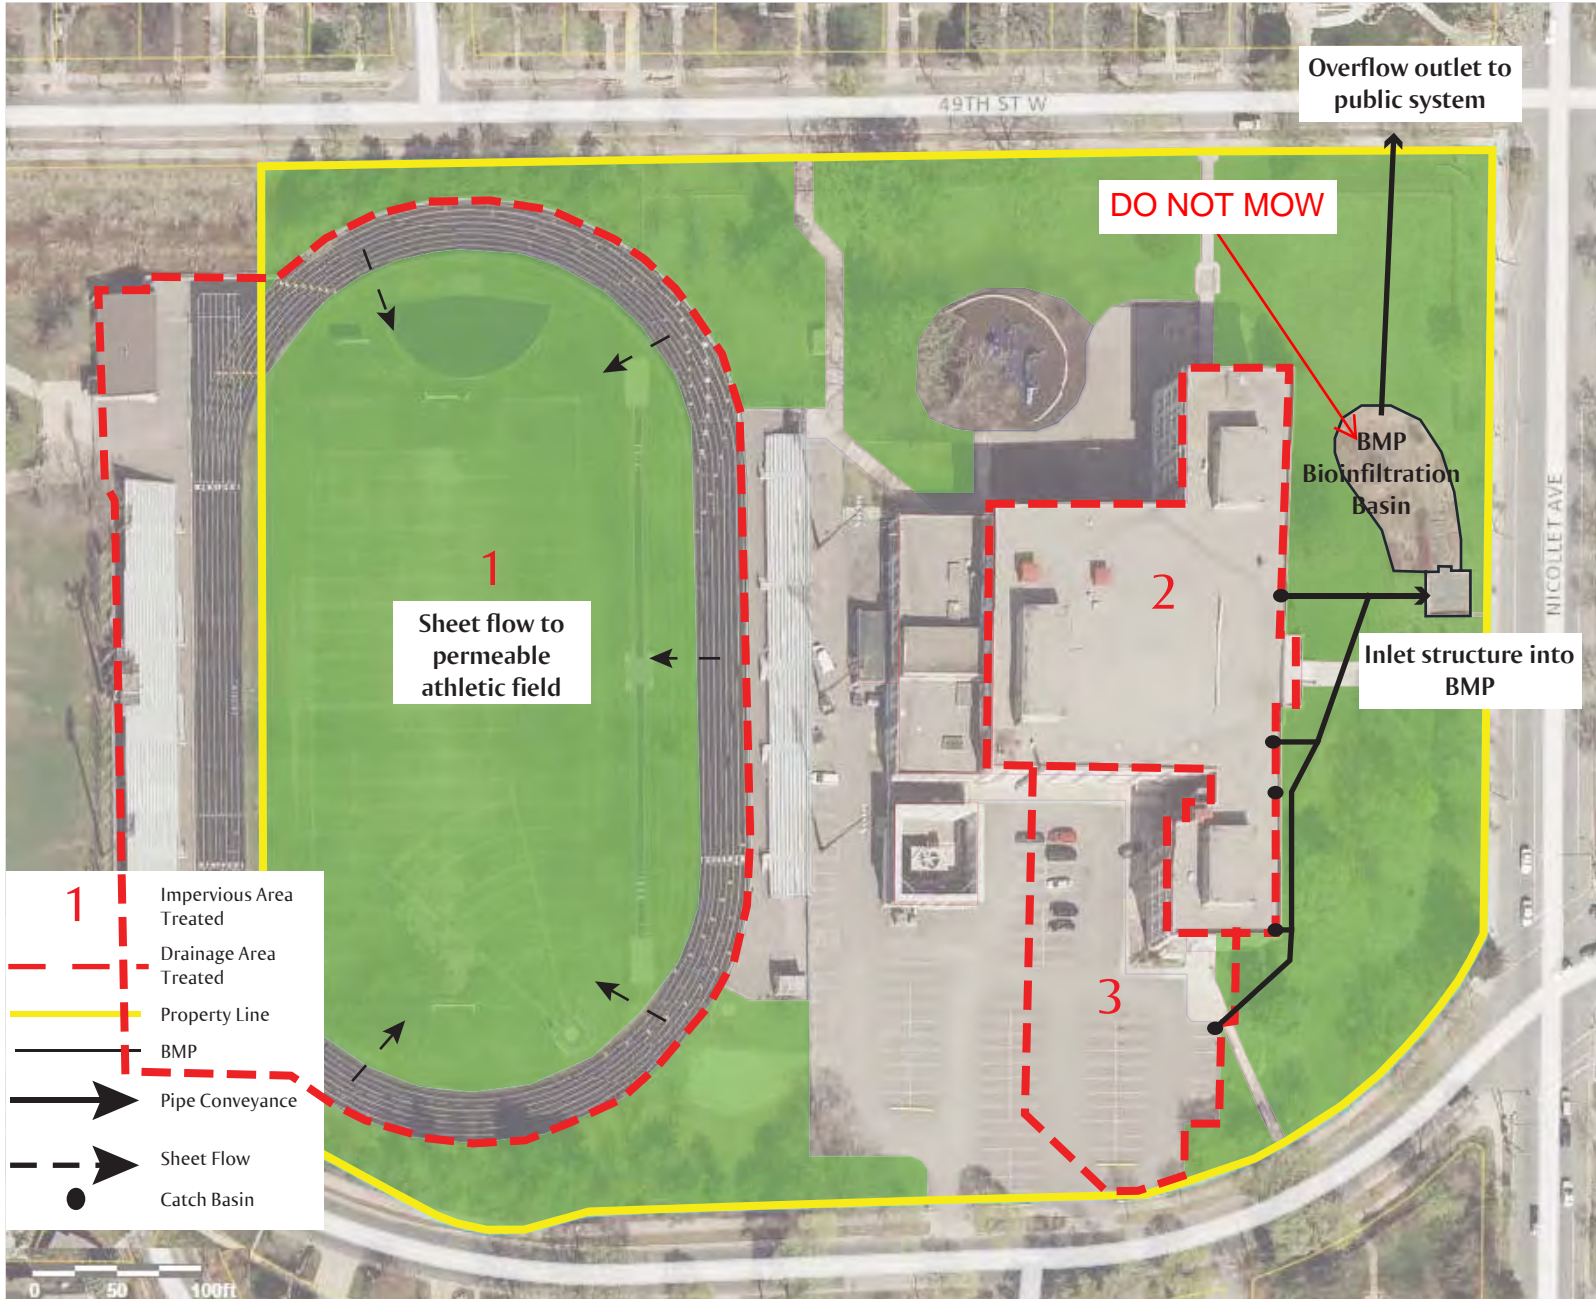 Overflow outlet to
public system
49TH ST W
DO NOT MOW
BMP
Bioinfiltration
Basin
NICOLLET AVE
1
Sheet flow to
permeable
athletic field
2
Inlet structure into
BMP
3
1 Impervious Area
Treated
Drainage Area
Treated
Property Line
BMP
Pipe Conveyance
Sheet Flow
Catch Basin
0 50 100ft